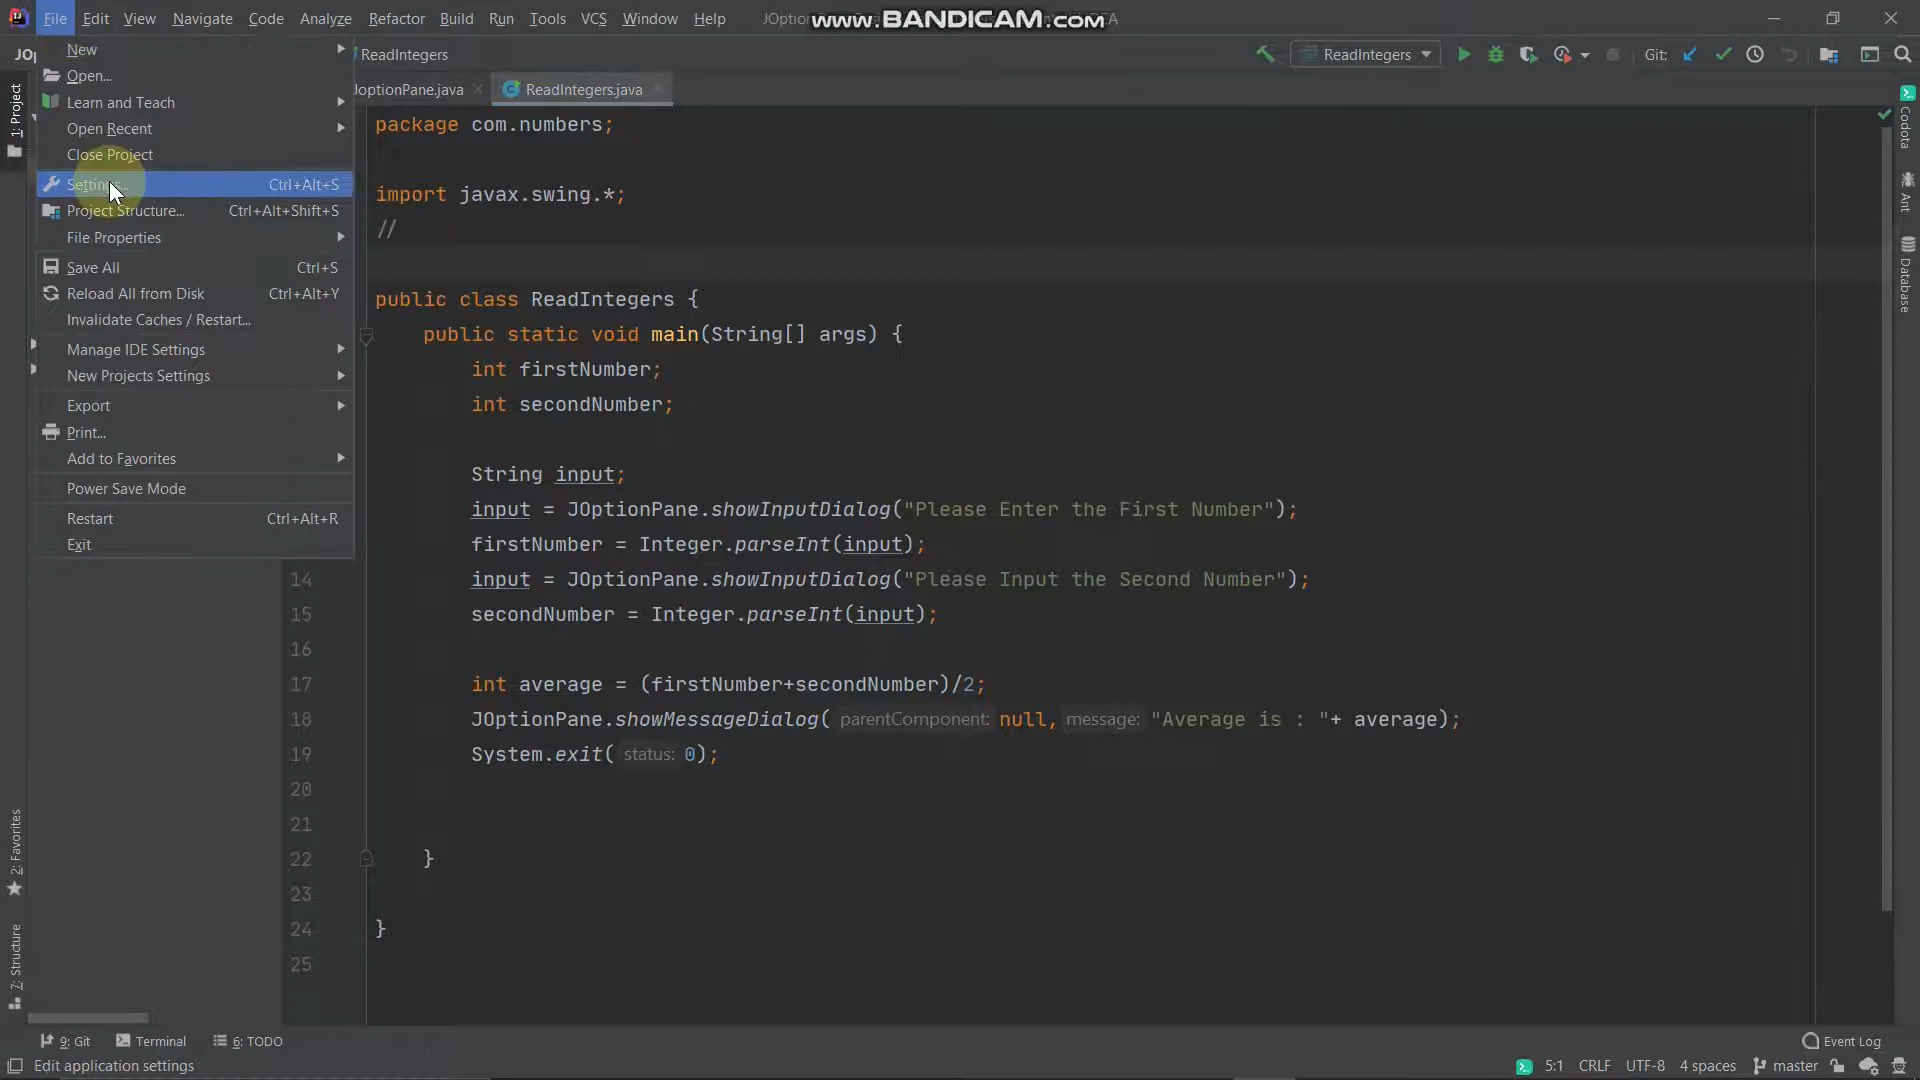 File Edit View Navigate Code Analyze Refactor Build Run Tools VCS Window Help
www.BANDICAM.com
ReadIntegers
ReadIntegers
Git:
New
Open...
Learn and Teach
Open Recent
Close Project
Settings... Ctrl+Alt+S
Project Structure... Ctrl+Alt+Shift+S
File Properties
Save All Ctrl+S
Reload All from Disk Ctrl+Alt+Y
Invalidate Caches / Restart...
Manage IDE Settings
New Projects Settings
Export
Print...
Add to Favorites
Power Save Mode
Restart Ctrl+Alt+R
Exit
1: Project
2: Favorites
7: Structure
JoptionPane.java
ReadIntegers.java
package com.numbers;
import javax.swing.*;
//
public class ReadIntegers {
public static void main(String[] args) {
int firstNumber;
int secondNumber;
String input;
input = JOptionPane.showInputDialog("Please Enter the First Number");
firstNumber = Integer.parseInt(input);
14 input = JOptionPane.showInputDialog("Please Input the Second Number");
15 secondNumber = Integer.parseInt(input);
16
17 int average = (firstNumber+secondNumber)/2;
18 JOptionPane.showMessageDialog( parentComponent: null, message: "Average is : "+ average);
19 System.exit( status: 0);
20
21
22 }
23
24 }
25
Codota
Ant
Database
9: Git Terminal 6: TODO
Event Log
Edit application settings
5:1 CRLF UTF-8 4 spaces master